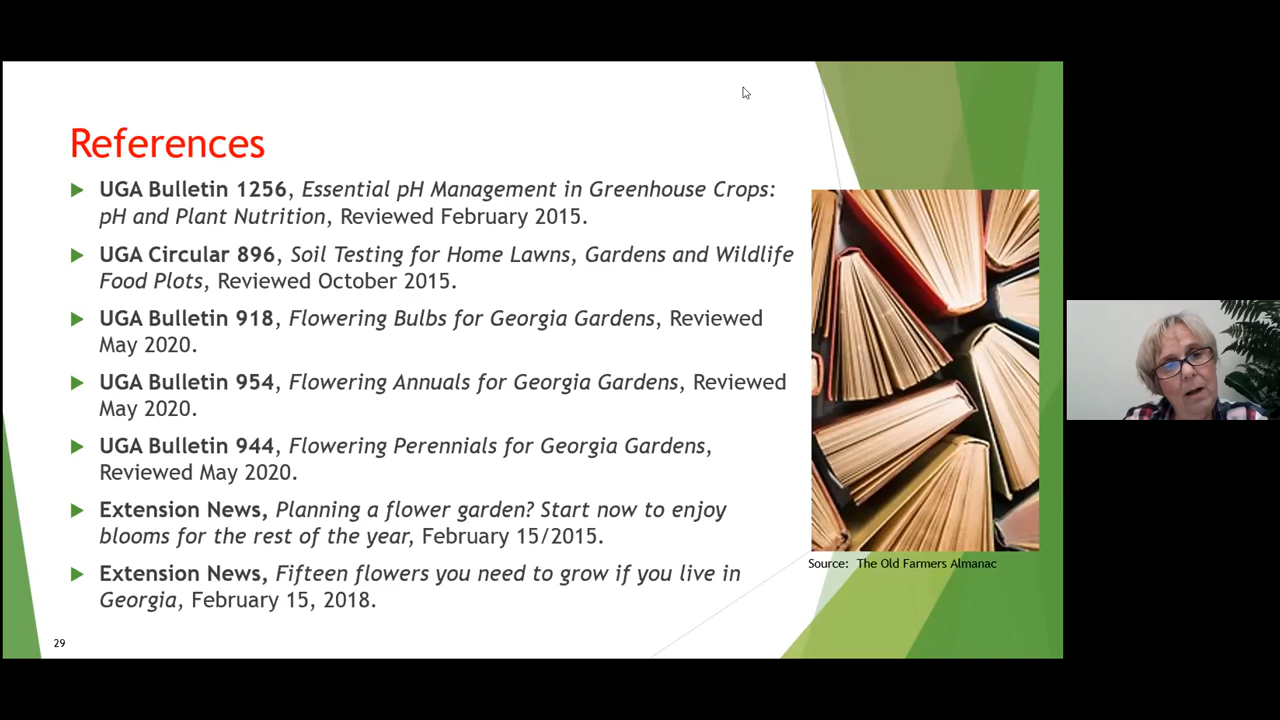 References
UGA Bulletin 1256, Essential pH Management in Greenhouse Crops:
pH and Plant Nutrition, Reviewed February 2015.
UGA Circular 896, Soil Testing for Home Lawns, Gardens and Wildlife
Food Plots, Reviewed October 2015.
UGA Bulletin 918, Flowering Bulbs for Georgia Gardens, Reviewed
May 2020.
UGA Bulletin 954, Flowering Annuals for Georgia Gardens, Reviewed
May 2020.
UGA Bulletin 944, Flowering Perennials for Georgia Gardens,
Reviewed May 2020.
Extension News, Planning a flower garden? Start now to enjoy
blooms for the rest of the year, February 15/2015.
Extension News, Fifteen flowers you need to grow if you live in
Georgia, February 15, 2018.
Source: The Old Farmers Almanac
29